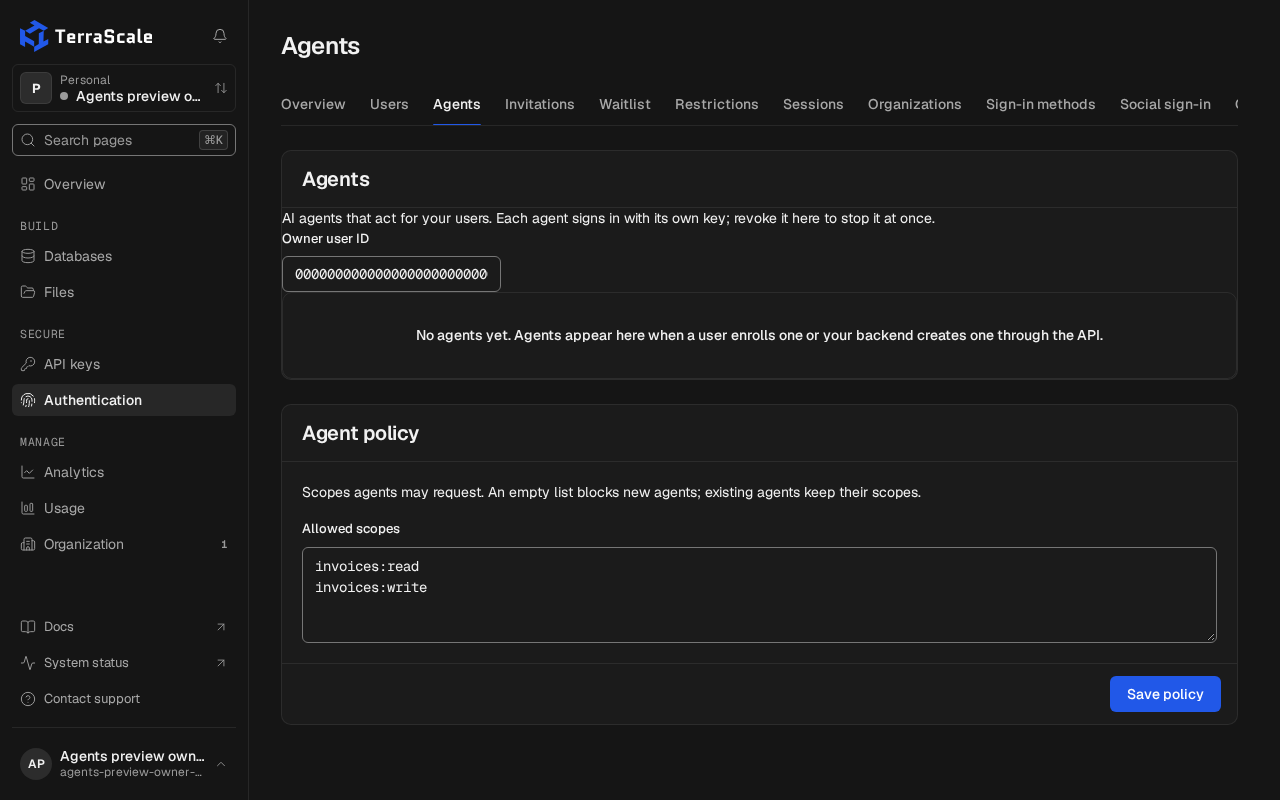 TerraScale
P
Personal
Agents preview o...
Search pages
⌘K
Overview
BUILD
Databases
Files
SECURE
API keys
Authentication
MANAGE
Analytics
Usage
Organization
1
Docs
System status
Contact support
AP
Agents preview own...
agents-preview-owner-...
Agents
Overview
Users
Agents
Invitations
Waitlist
Restrictions
Sessions
Organizations
Sign-in methods
Social sign-in
Agents
AI agents that act for your users. Each agent signs in with its own key; revoke it here to stop it at once.
Owner user ID
No agents yet. Agents appear here when a user enrolls one or your backend creates one through the API.
Agent policy
Scopes agents may request. An empty list blocks new agents; existing agents keep their scopes.
Allowed scopes
invoices:read
invoices:write
Save policy